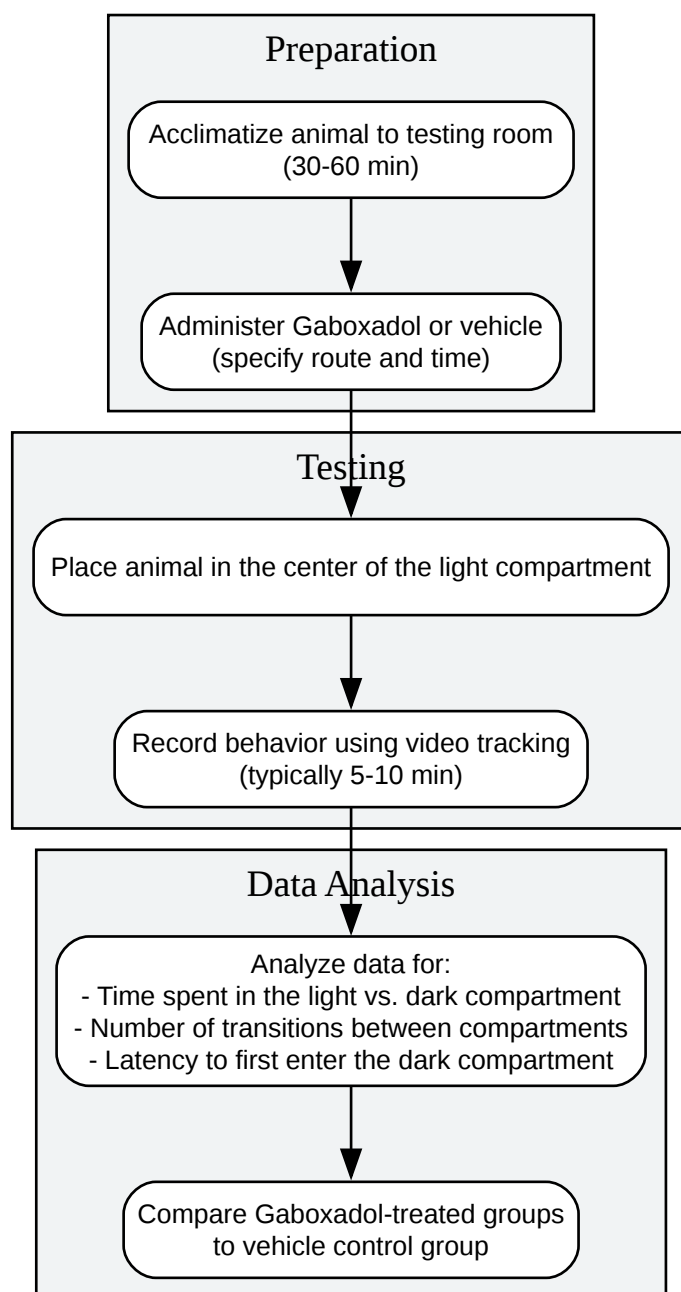 Preparation
Acclimatize animal to testing room
(30-60 min)
Administer Gaboxadol or vehicle
(specify route and time)
Testing
Place animal in the center of the light compartment
Record behavior using video tracking
(typically 5-10 min)
Data Analysis
Analyze data for:
- Time spent in the light vs. dark compartment
- Number of transitions between compartments
- Latency to first enter the dark compartment
Compare Gaboxadol-treated groups
to vehicle control group